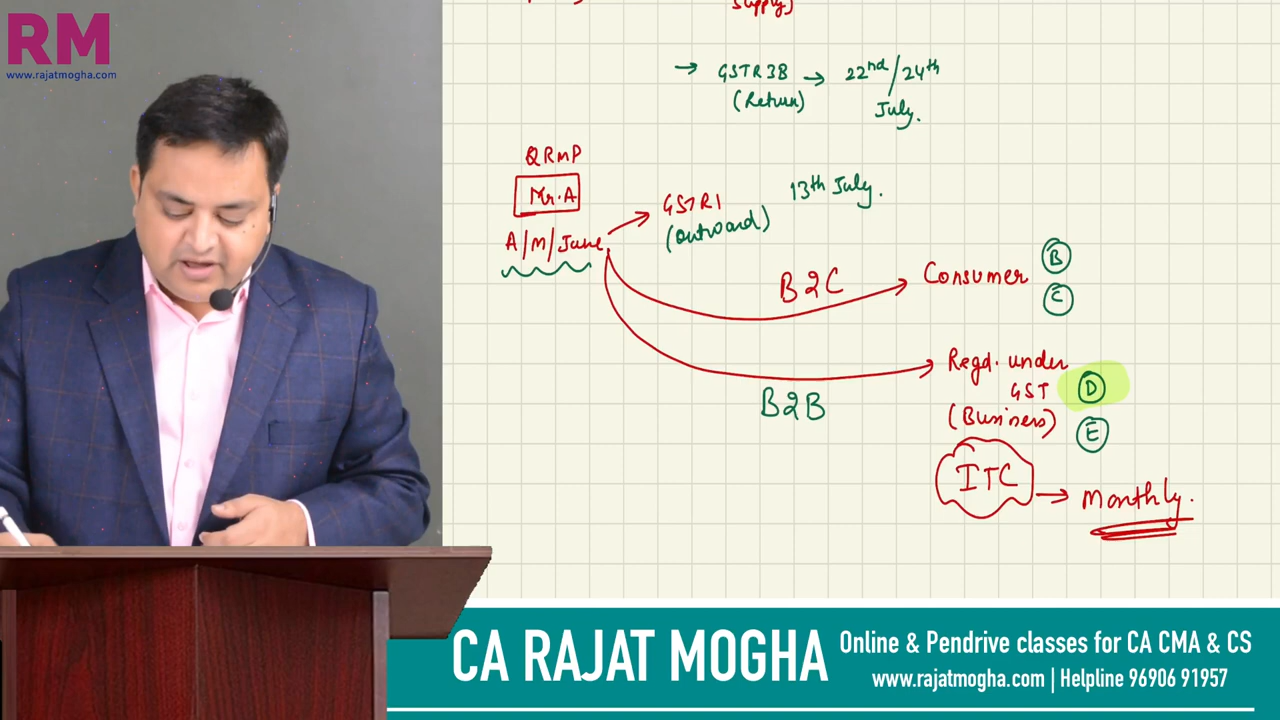 RM
www.rajatmogha.com
supply)
→ GSTR3B → 22nd/24th
(Return) July.
QRMP
Mr. A
A/M/June
GSTR1 13th July.
(Outward)
B2C
Consumer B
C
B2B
Regd. under
GST D
(Business) E
ITC → Monthly.
CA RAJAT MOGHA
Online & Pendrive classes for CA CMA & CS
www.rajatmogha.com | Helpline 96906 91957